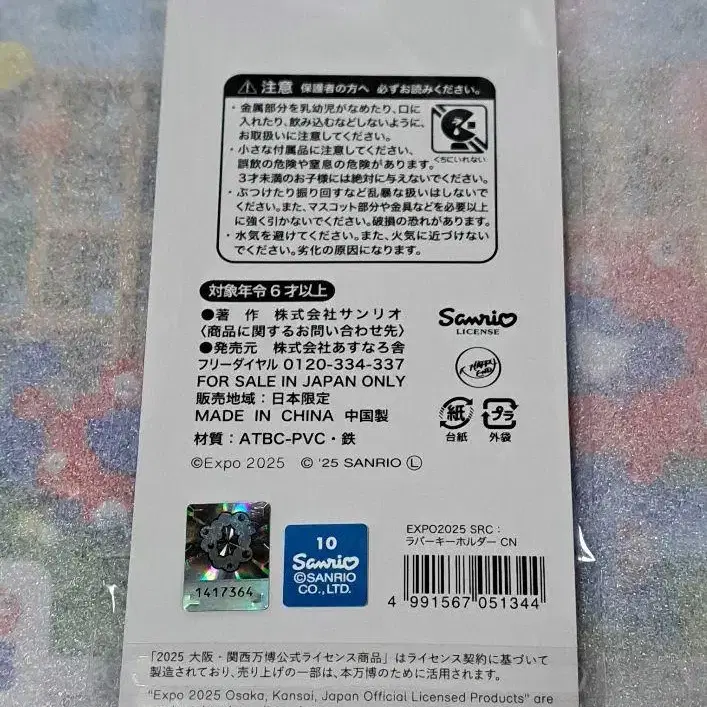 ⚠注意 保護者の方へ 必ずお読みください。
・金属部分を乳幼児がなめたり、口に
入れたり、飲み込むなどしないように、
お取扱いに注意してください。
・小さな付属品に注意してください、
誤飲の危険や窒息の危険があります。
3才未満のお子様には絶対に与えないでください。
くちにいれない
・ぶつけたり振り回すなど乱暴な扱いはしないで
ください。また、マスコット部分や金具などを必要以上
に強く引かないでください。破損の恐れがあります。
・水気を避けてください。また、火気に近づけない
でください。劣化の原因になります。
対象年令6才以上
●著 作 株式会社サンリオ
〈商品に関するお問い合わせ先〉
●発売元 株式会社あすなろ舎
フリーダイヤル 0120-334-337
FOR SALE IN JAPAN ONLY
販売地域：日本限定
MADE IN CHINA 中国製
材質：ATBC-PVC・鉄
©Expo 2025 © '25 SANRIO Ⓛ
Sanrio
LICENSE
紙
台紙
プラ
外袋
1417364
10
Sanrio
©SANRIO
CO.,LTD.
EXPO2025 SRC：
ラバーキーホルダー CN
4 991567 051344
「2025 大阪・関西万博公式ライセンス商品」はライセンス契約に基づいて
製造されており、売り上げの一部は、本万博のために活用されます。
"Expo 2025 Osaka, Kansai, Japan Official Licensed Products" are